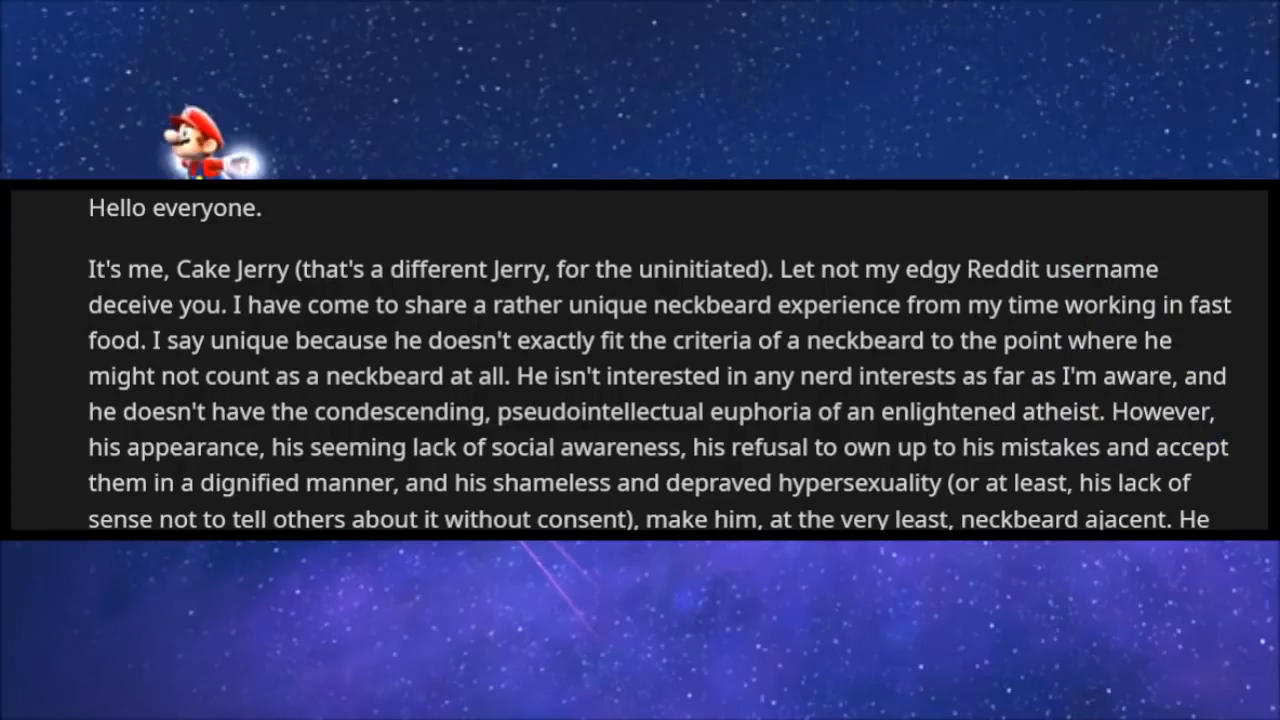 Hello everyone.
It's me, Cake Jerry (that's a different Jerry, for the uninitiated). Let not my edgy Reddit username
deceive you. I have come to share a rather unique neckbeard experience from my time working in fast
food. I say unique because he doesn't exactly fit the criteria of a neckbeard to the point where he
might not count as a neckbeard at all. He isn't interested in any nerd interests as far as I'm aware, and
he doesn't have the condescending, pseudointellectual euphoria of an enlightened atheist. However,
his appearance, his seeming lack of social awareness, his refusal to own up to his mistakes and accept
them in a dignified manner, and his shameless and depraved hypersexuality (or at least, his lack of
sense not to tell others about it without consent), make him, at the very least, neckbeard ajacent. He